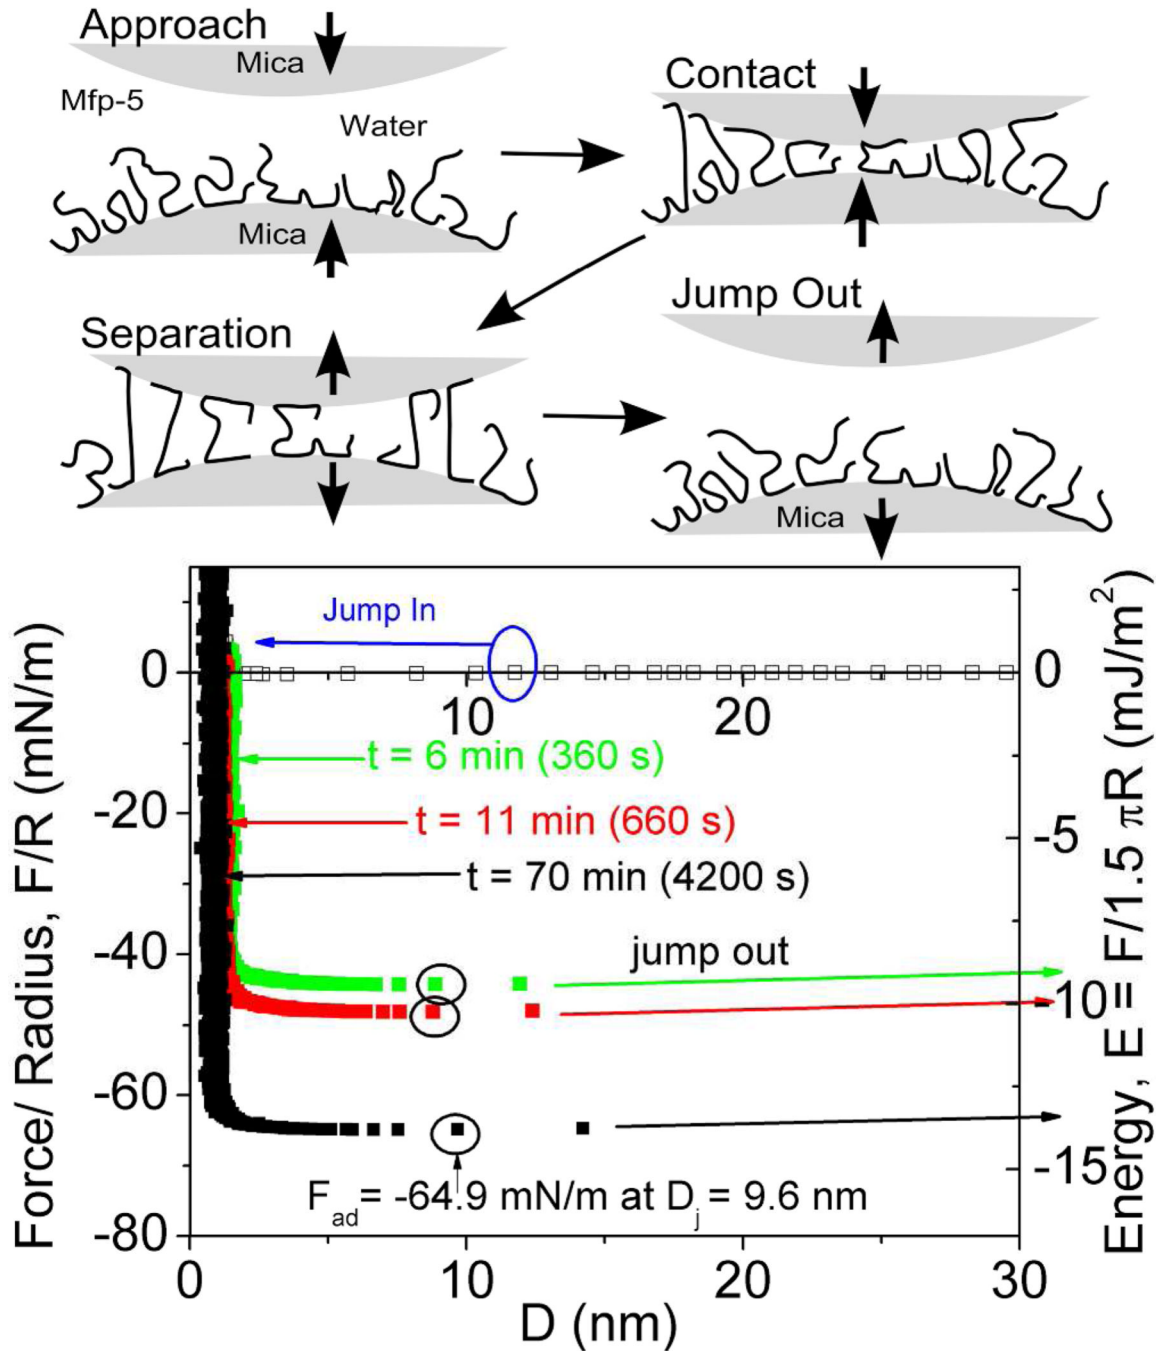 Approach
Mica
Mfp-5
Water
Mica
Contact
Separation
Jump Out
Mica
Jump In
0
10
20
0
t = 6 min (360 s)
-20
t = 11 min (660 s)
-5
t = 70 min (4200 s)
-40
jump out
-10
-60
-15
F_ad = -64.9 mN/m at D_j = 9.6 nm
-80
0
10
20
30
D (nm)
Force/ Radius, F/R (mN/m)
Energy, E ≡ F/1.5 πR (mJ/m²)